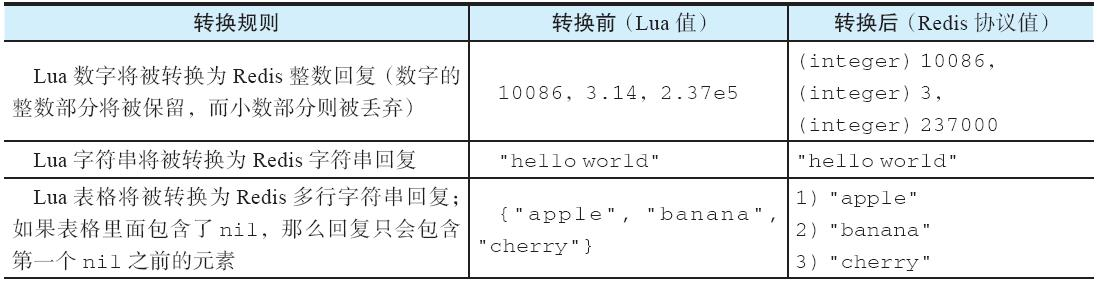 转换规则 转换前（Lua 值） 转换后（Redis 协议值）
Lua 数字将被转换为 Redis 整数回复（数字的
整数部分将被保留，而小数部分则被丢弃）
10086, 3.14, 2.37e5
(integer) 10086,
(integer) 3,
(integer) 237000
Lua 字符串将被转换为 Redis 字符串回复
"hello world"
"hello world"
Lua 表格将被转换为 Redis 多行字符串回复；
如果表格里面包含了 nil，那么回复只会包含
第一个 nil 之前的元素
{"apple", "banana",
"cherry"}
1) "apple"
2) "banana"
3) "cherry"